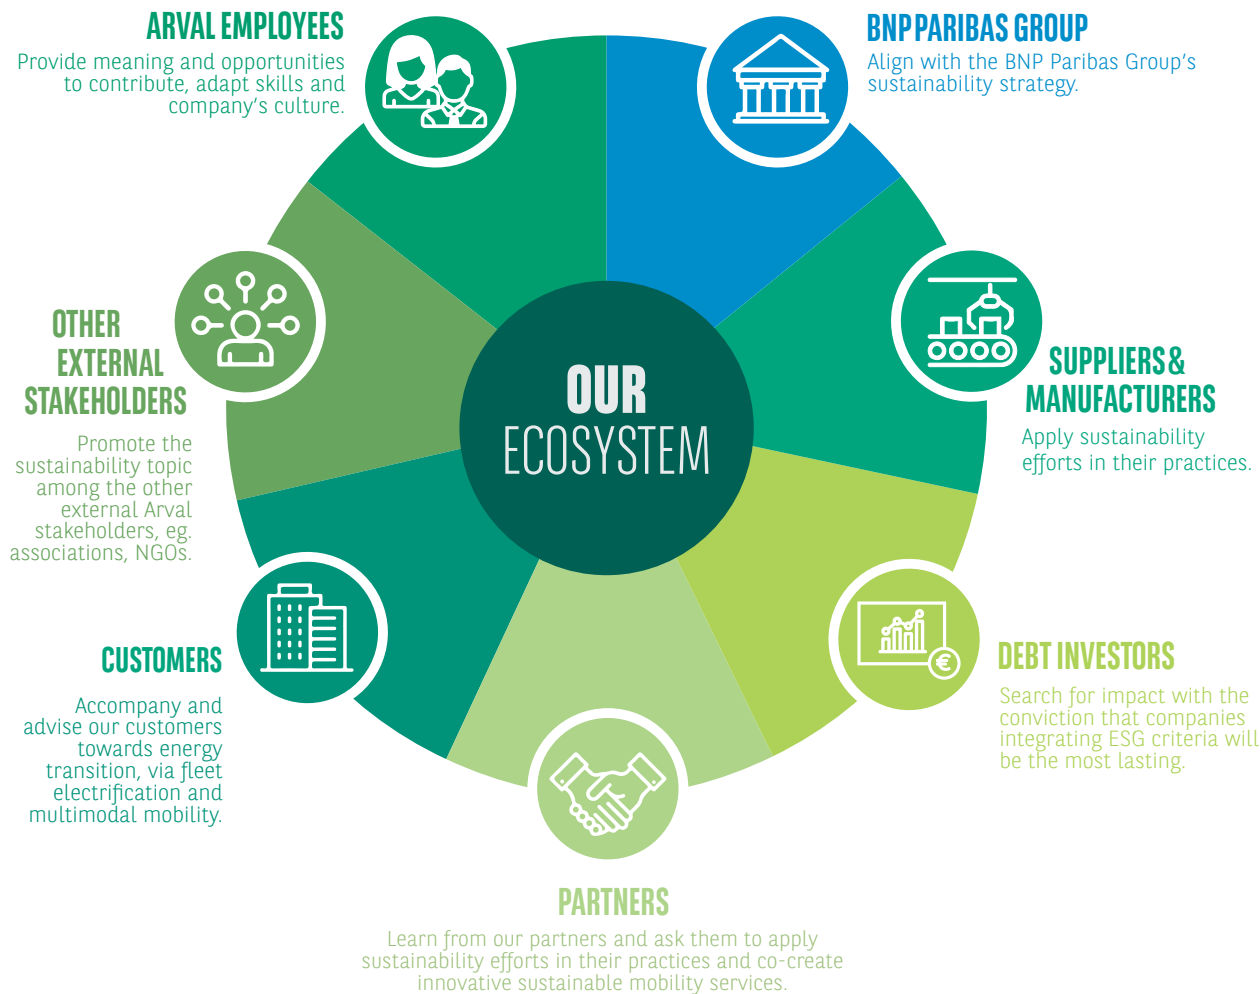 ARVAL EMPLOYEES
Provide meaning and opportunities
to contribute, adapt skills and
company's culture.
BNP PARIBAS GROUP
Align with the BNP Paribas Group's
sustainability strategy.
SUPPLIERS &
MANUFACTURERS
Apply sustainability
efforts in their practices.
DEBT INVESTORS
Search for impact with the
conviction that companies
integrating ESG criteria will
be the most lasting.
PARTNERS
Learn from our partners and ask them to apply
sustainability efforts in their practices and co-create
innovative sustainable mobility services.
CUSTOMERS
Accompany and
advise our customers
towards energy
transition, via fleet
electrification and
multimodal mobility.
OTHER
EXTERNAL
STAKEHOLDERS
Promote the
sustainability topic
among the other
external Arval
stakeholders, eg.
associations, NGOs.
OUR
ECOSYSTEM
€